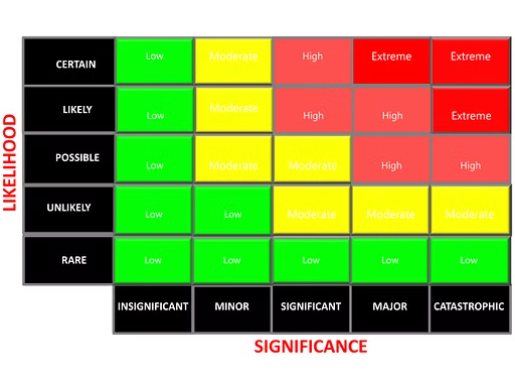 LIKELIHOOD
CERTAIN Low Moderate High Extreme Extreme
LIKELY Low Moderate High High Extreme
POSSIBLE Low Moderate Moderate High High
UNLIKELY Low Low Moderate Moderate Moderate
RARE Low Low Low Low Low
INSIGNIFICANT MINOR SIGNIFICANT MAJOR CATASTROPHIC
SIGNIFICANCE